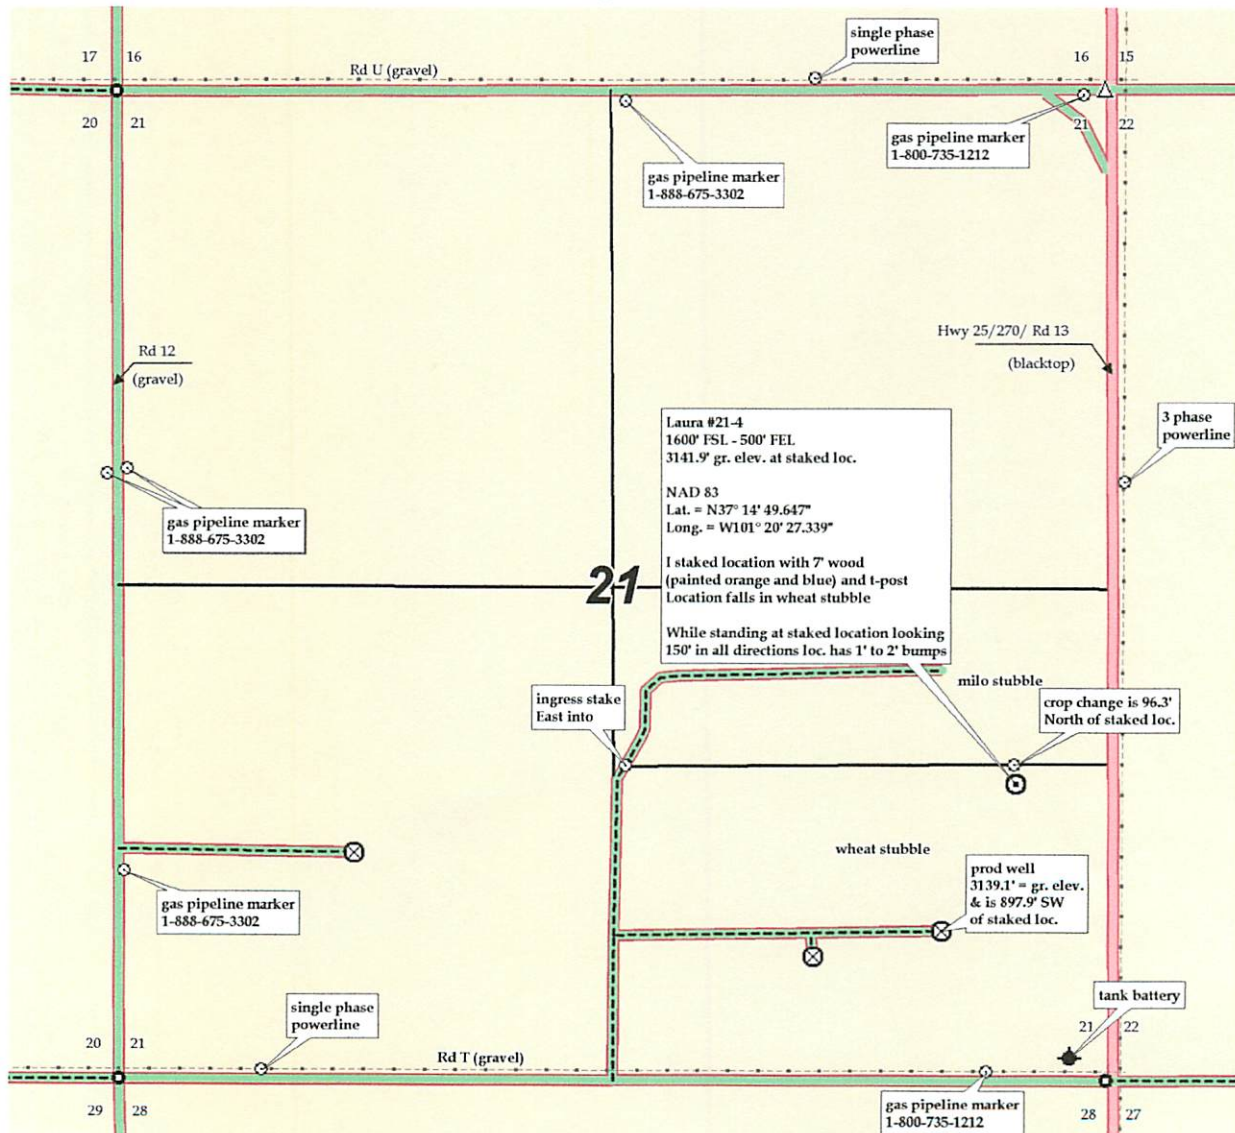 single phase
powerline
17 16
16 15
Rd U (gravel)
20 21
21 22
gas pipeline marker
1-800-735-1212
gas pipeline marker
1-888-675-3302
Rd 12
(gravel)
Hwy 25/270/ Rd 13
(blacktop)
3 phase
powerline
Laura #21-4
1600' FSL - 500' FEL
3141.9' gr. elev. at staked loc.
NAD 83
Lat. = N37° 14' 49.647"
Long. = W101° 20' 27.339"
I staked location with 7' wood
(painted orange and blue) and t-post
Location falls in wheat stubble
While standing at staked location looking
150' in all directions loc. has 1' to 2' bumps
gas pipeline marker
1-888-675-3302
21
milo stubble
ingress stake
East into
crop change is 96.3'
North of staked loc.
wheat stubble
prod well
3139.1' = gr. elev.
& is 897.9' SW
of staked loc.
gas pipeline marker
1-888-675-3302
tank battery
single phase
powerline
21 22
20 21
Rd T (gravel)
29 28
gas pipeline marker
1-800-735-1212
28 27